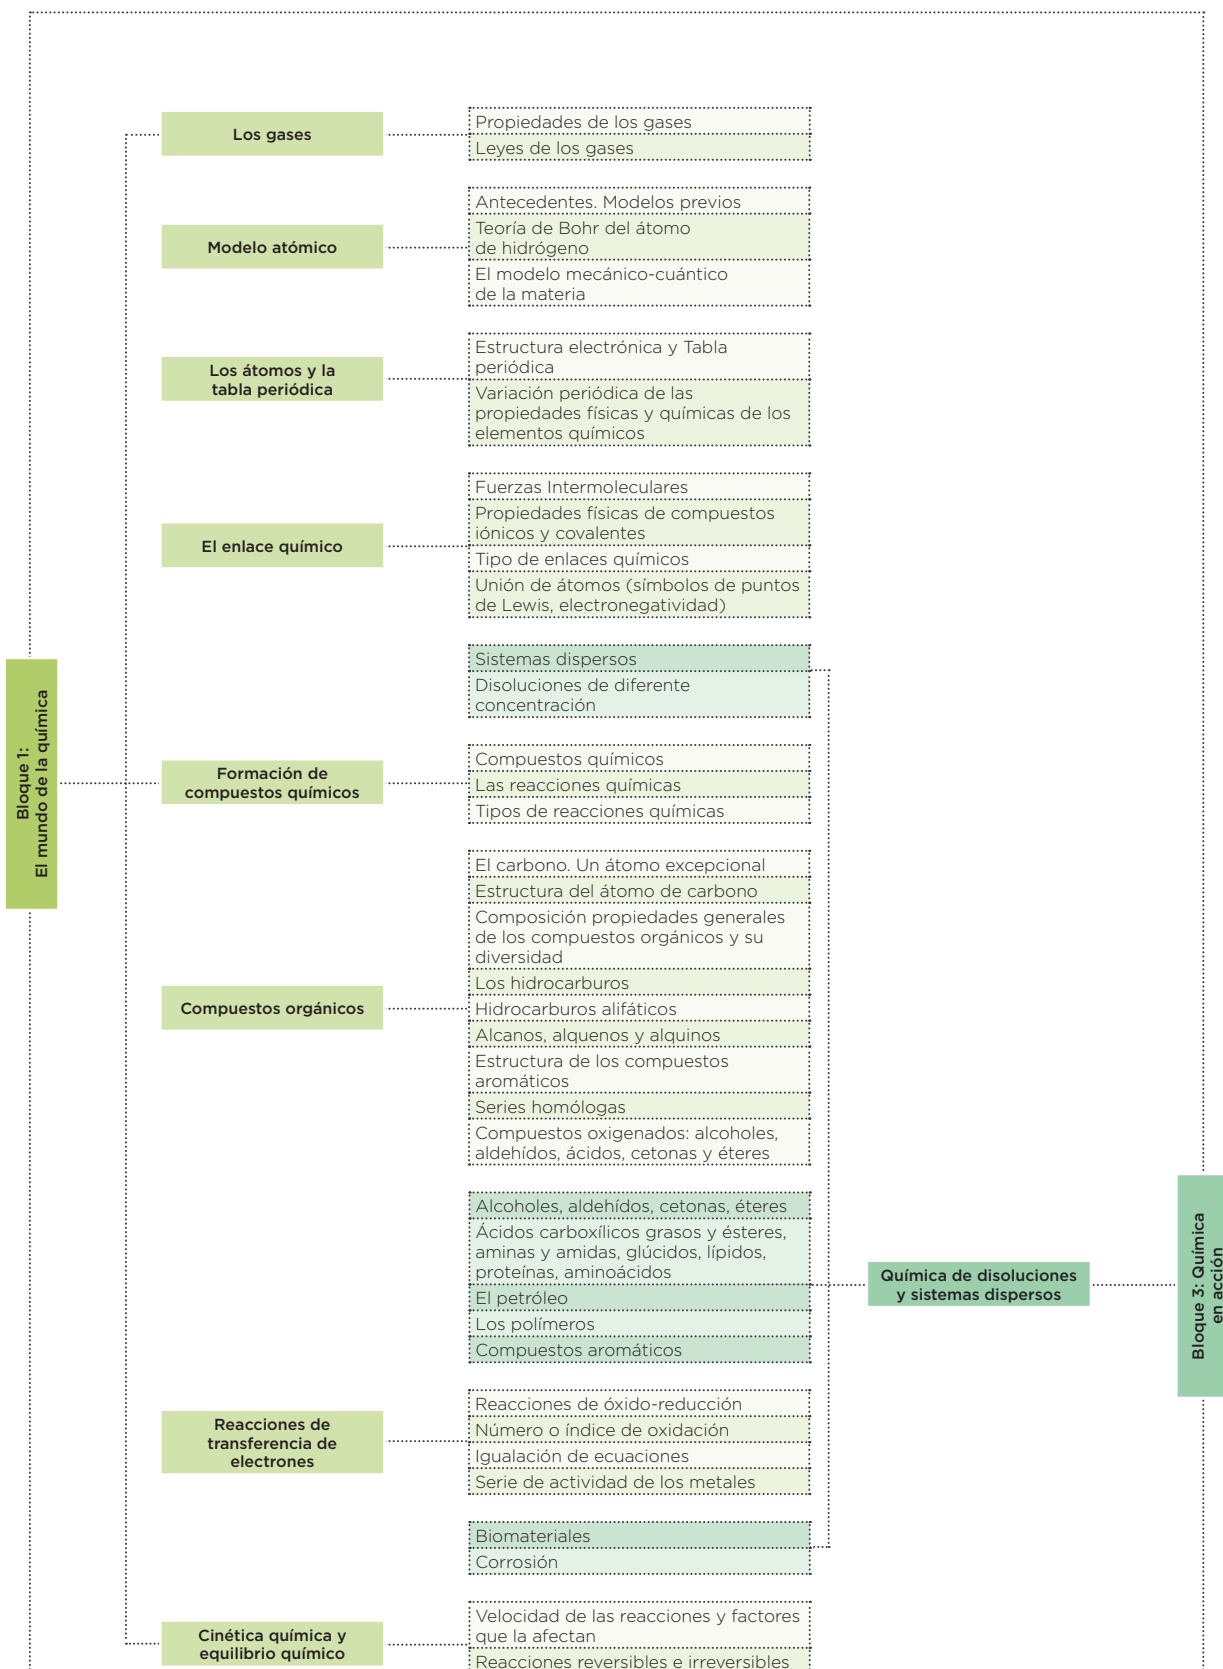 Los gases
Propiedades de los gases
Leyes de los gases
Modelo atómico
Antecedentes. Modelos previos
Teoría de Bohr del átomo
de hidrógeno
El modelo mecánico-cuántico
de la materia
Los átomos y la
tabla periódica
Estructura electrónica y Tabla
periódica
Variación periódica de las
propiedades físicas y químicas de los
elementos químicos
El enlace químico
Fuerzas Intermoleculares
Propiedades físicas de compuestos
iónicos y covalentes
Tipo de enlaces químicos
Unión de átomos (símbolos de puntos
de Lewis, electronegatividad)
Sistemas dispersos
Disoluciones de diferente
concentración
Bloque 1:
El mundo de la química
Formación de
compuestos químicos
Compuestos químicos
Las reacciones químicas
Tipos de reacciones químicas
Compuestos orgánicos
El carbono. Un átomo excepcional
Estructura del átomo de carbono
Composición propiedades generales
de los compuestos orgánicos y su
diversidad
Los hidrocarburos
Hidrocarburos alifáticos
Alcanos, alquenos y alquinos
Estructura de los compuestos
aromáticos
Series homólogas
Compuestos oxigenados: alcoholes,
aldehídos, ácidos, cetonas y éteres
Alcoholes, aldehídos, cetonas, éteres
Ácidos carboxílicos grasos y ésteres,
aminas y amidas, glúcidos, lípidos,
proteínas, aminoácidos
El petróleo
Los polímeros
Compuestos aromáticos
Química de disoluciones
y sistemas dispersos
Bloque 3: Química
en acción
Reacciones de
transferencia de
electrones
Reacciones de óxido-reducción
Número o índice de oxidación
Igualación de ecuaciones
Serie de actividad de los metales
Biomateriales
Corrosión
Cinética química y
equilibrio químico
Velocidad de las reacciones y factores
que la afectan
Reacciones reversibles e irreversibles